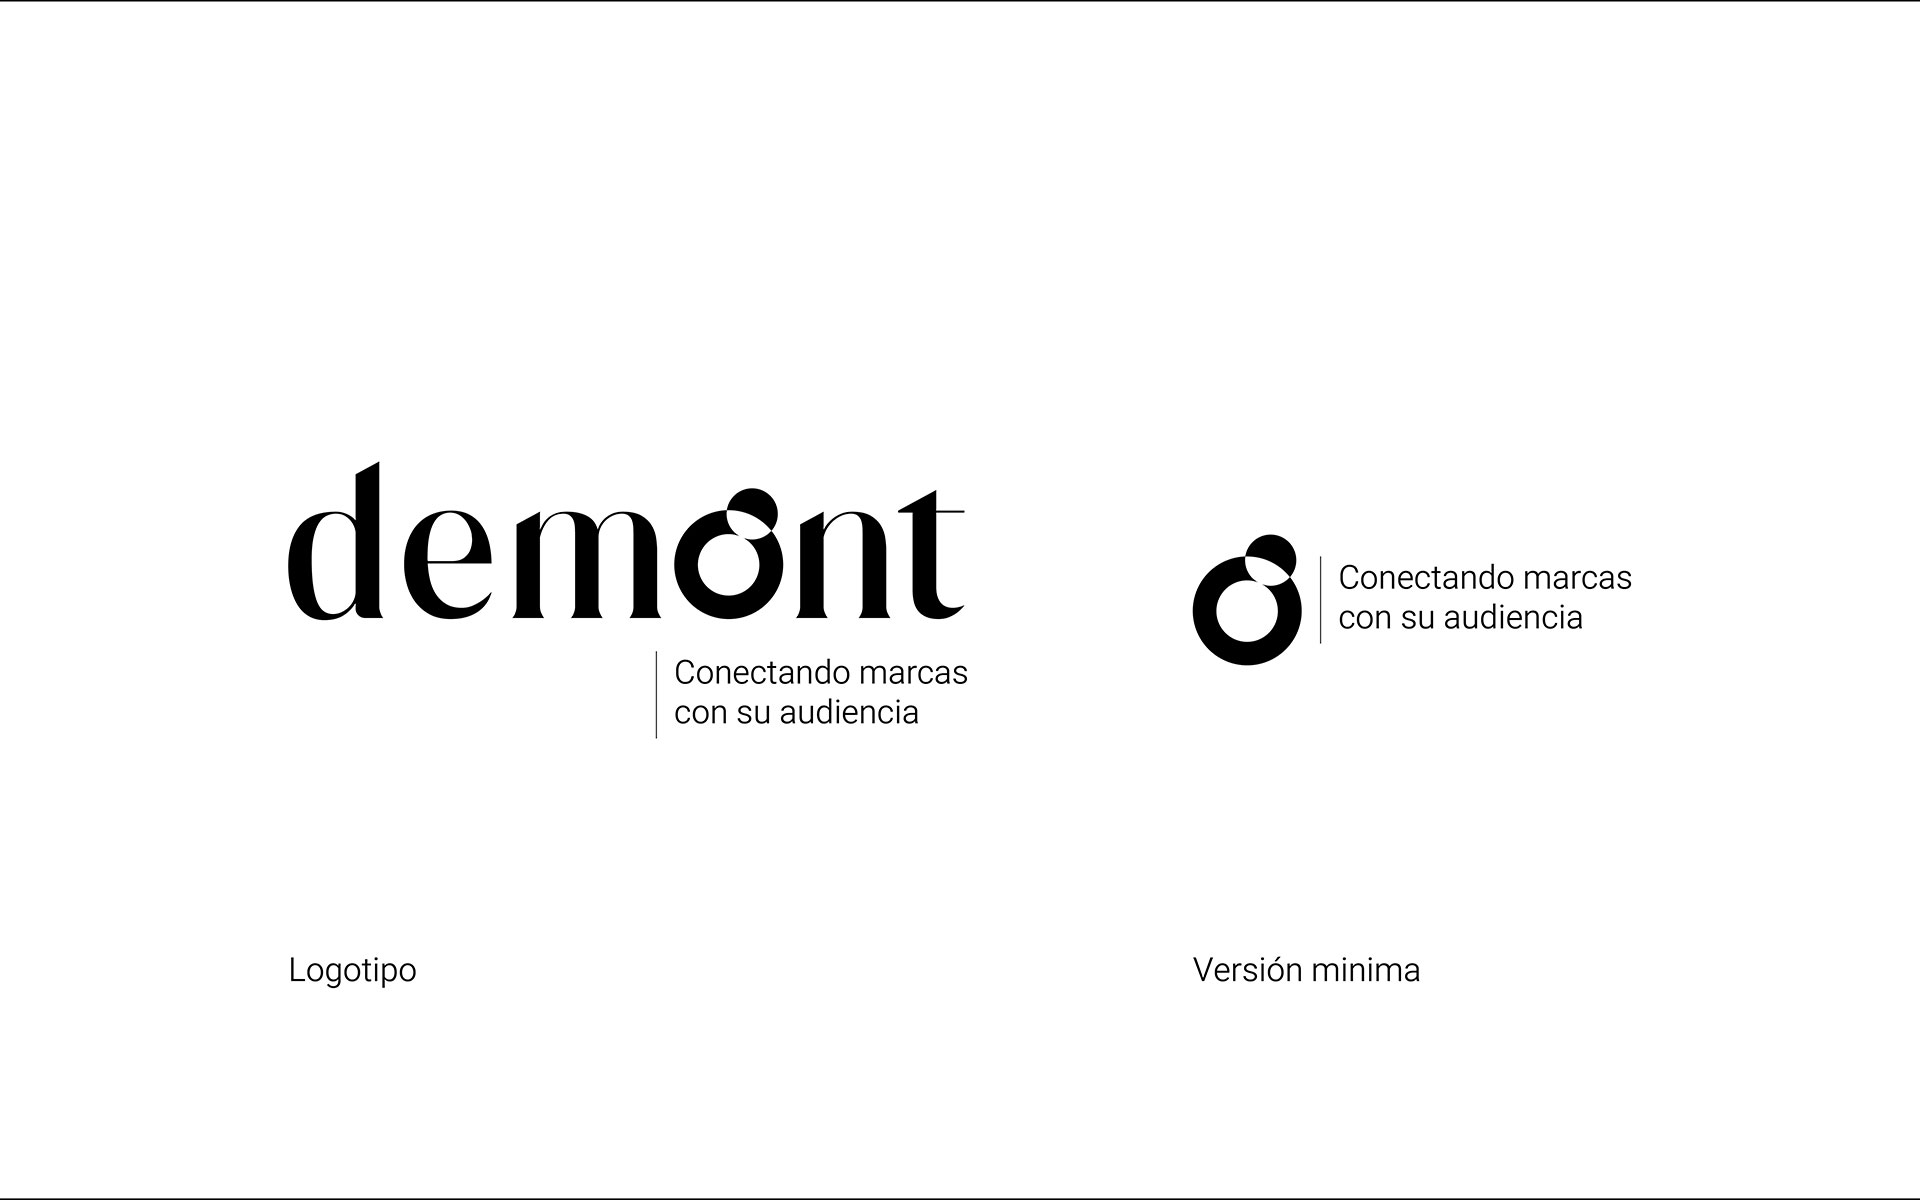 demont
Conectando marcas
con su audiencia
Conectando marcas
con su audiencia
Logotipo
Versión minima